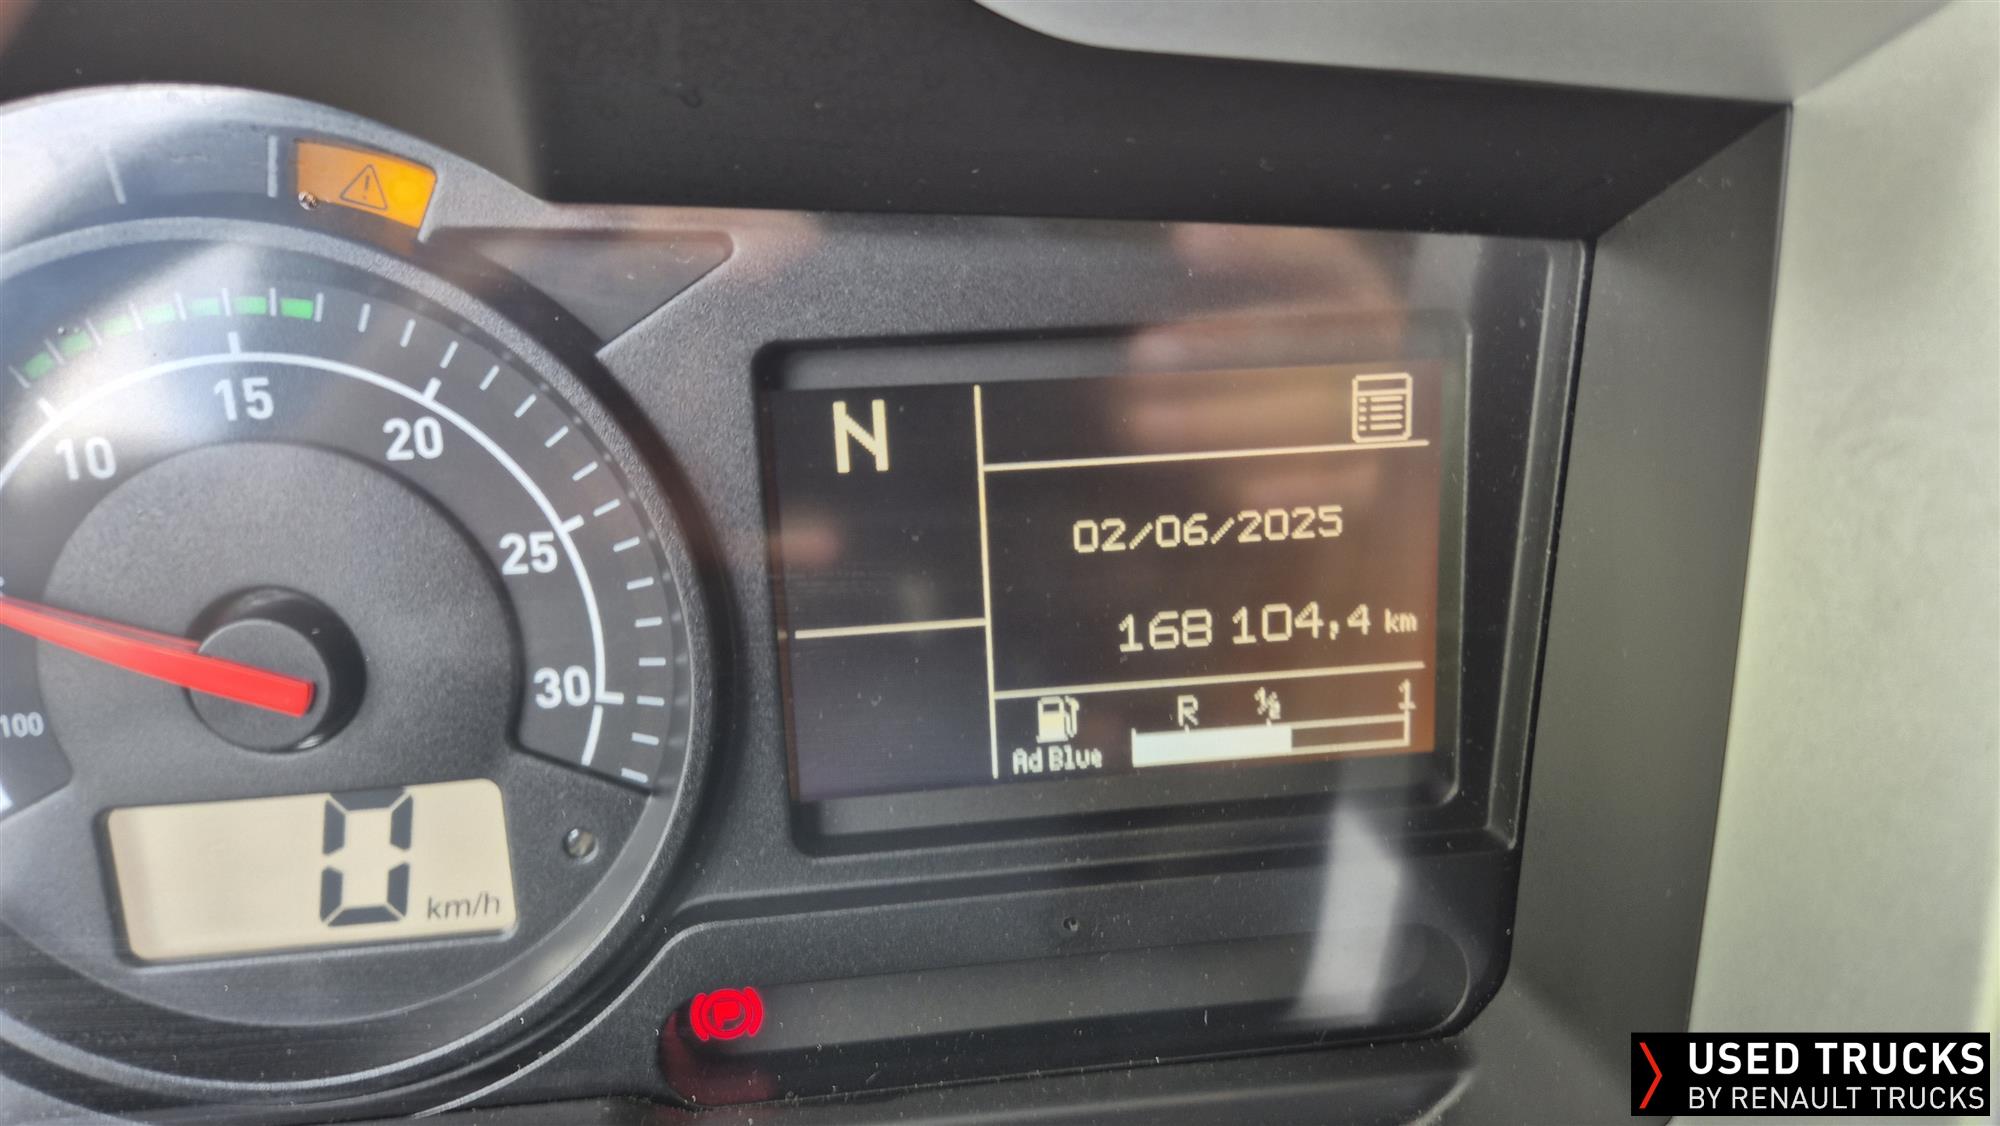 10
15
20
25
30
100
0 km/h
N
02/06/2025
168 104,4 km
R ½ 1
Ad Blue
P
USED TRUCKS
BY RENAULT TRUCKS